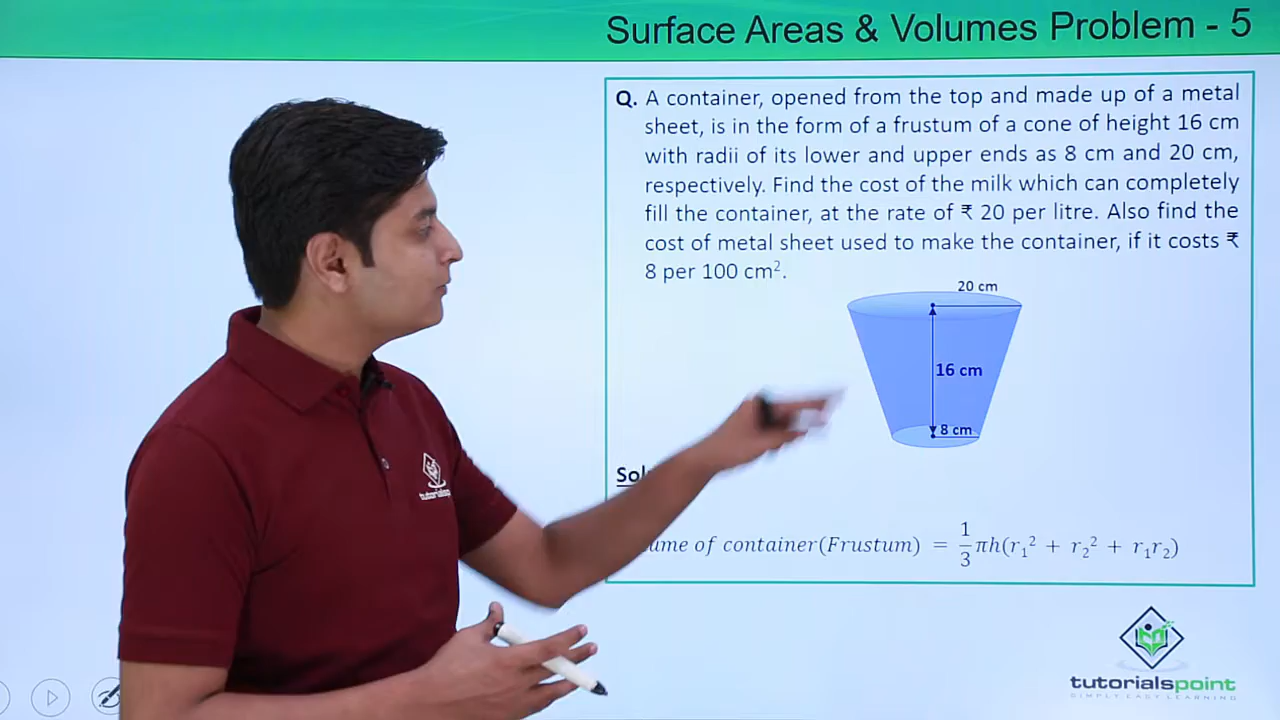 Surface Areas & Volumes Problem - 5
Q. A container, opened from the top and made up of a metal
sheet, is in the form of a frustum of a cone of height 16 cm
with radii of its lower and upper ends as 8 cm and 20 cm,
respectively. Find the cost of the milk which can completely
fill the container, at the rate of ₹ 20 per litre. Also find the
cost of metal sheet used to make the container, if it costs ₹
8 per 100 cm².
20 cm
16 cm
8 cm
of container(Frustum) = 1/3 πh(r₁² + r₂² + r₁r₂)
tutorialspoint
SIMPLY EASY LEARNING